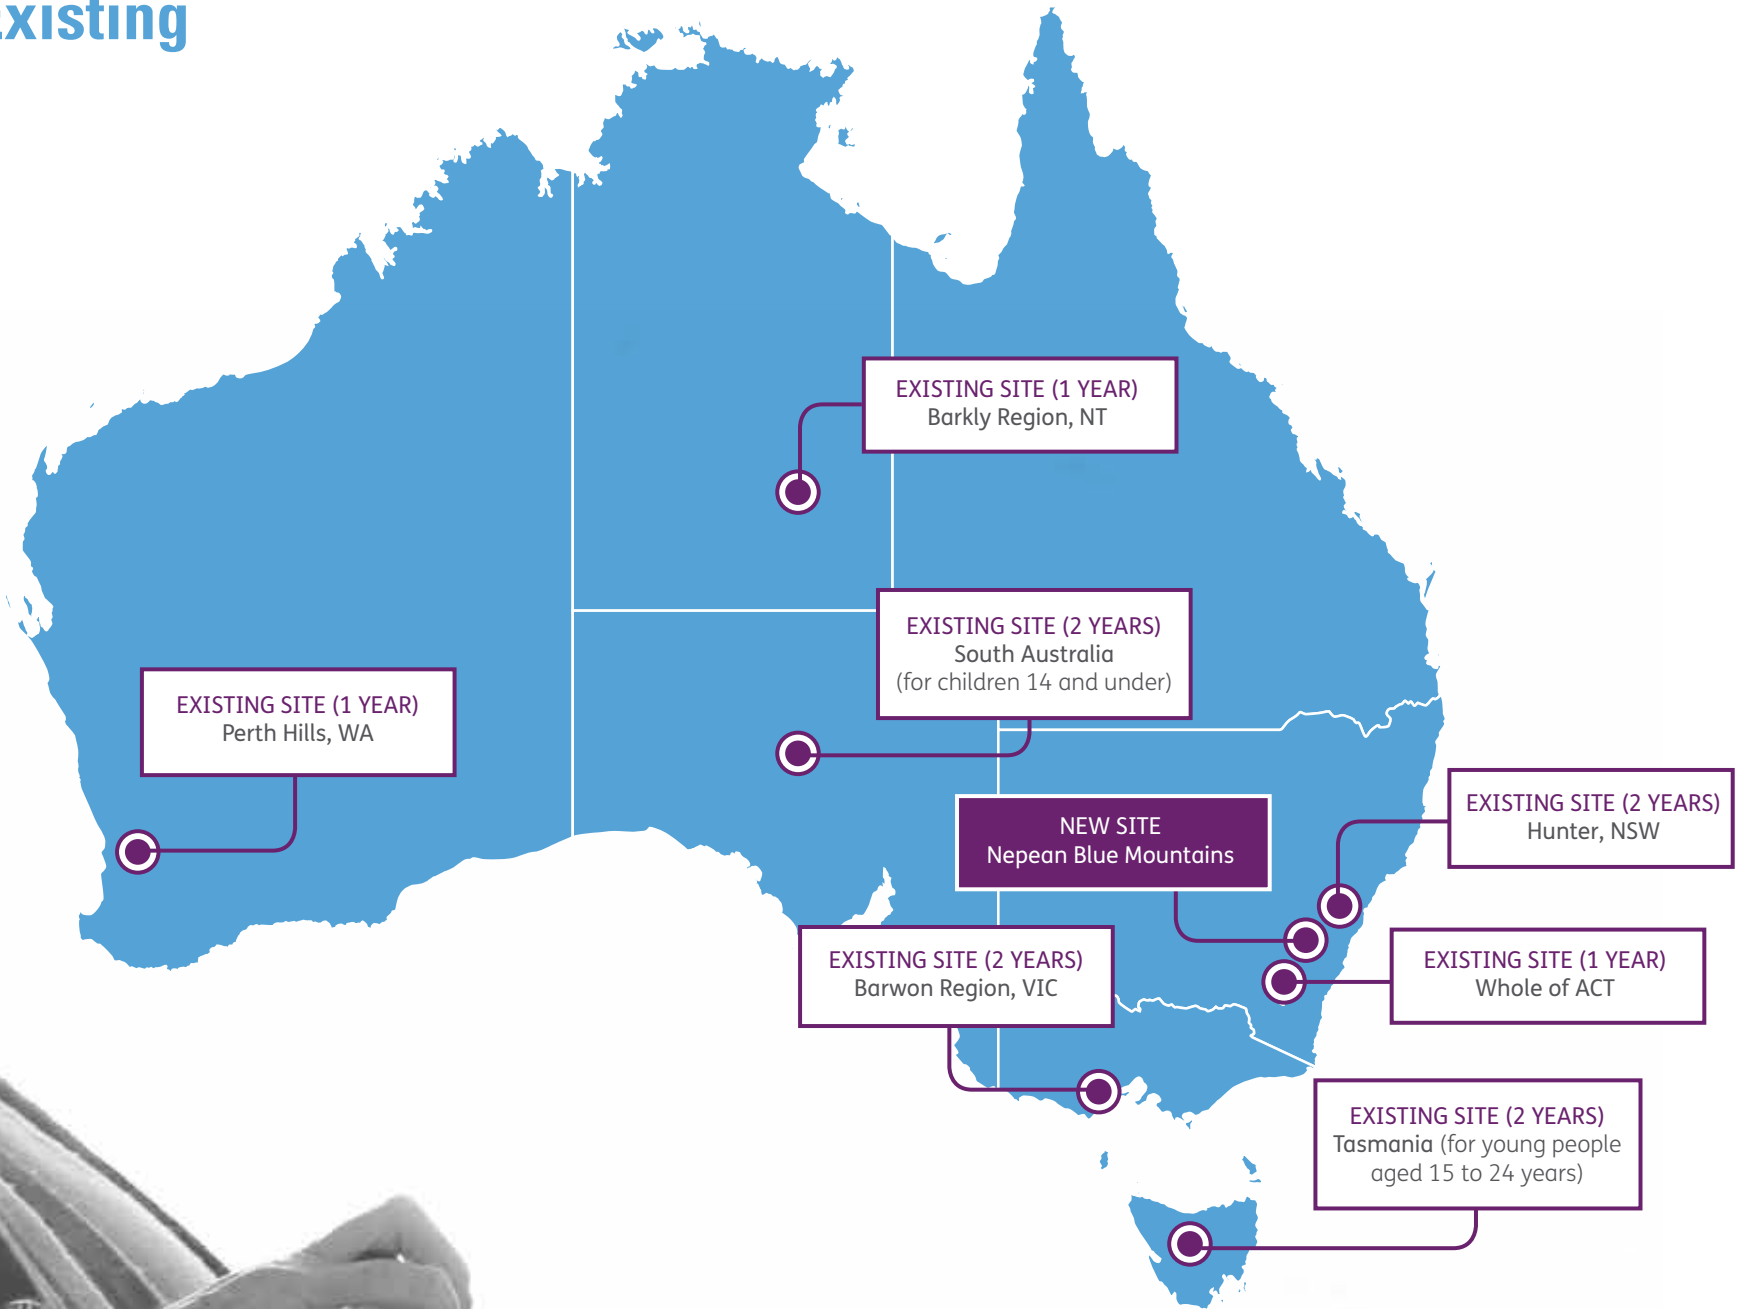 Existing
EXISTING SITE (1 YEAR)
Barkly Region, NT
EXISTING SITE (2 YEARS)
South Australia
(for children 14 and under)
EXISTING SITE (1 YEAR)
Perth Hills, WA
EXISTING SITE (2 YEARS)
Hunter, NSW
NEW SITE
Nepean Blue Mountains
EXISTING SITE (2 YEARS)
Barwon Region, VIC
EXISTING SITE (1 YEAR)
Whole of ACT
EXISTING SITE (2 YEARS)
Tasmania (for young people
aged 15 to 24 years)